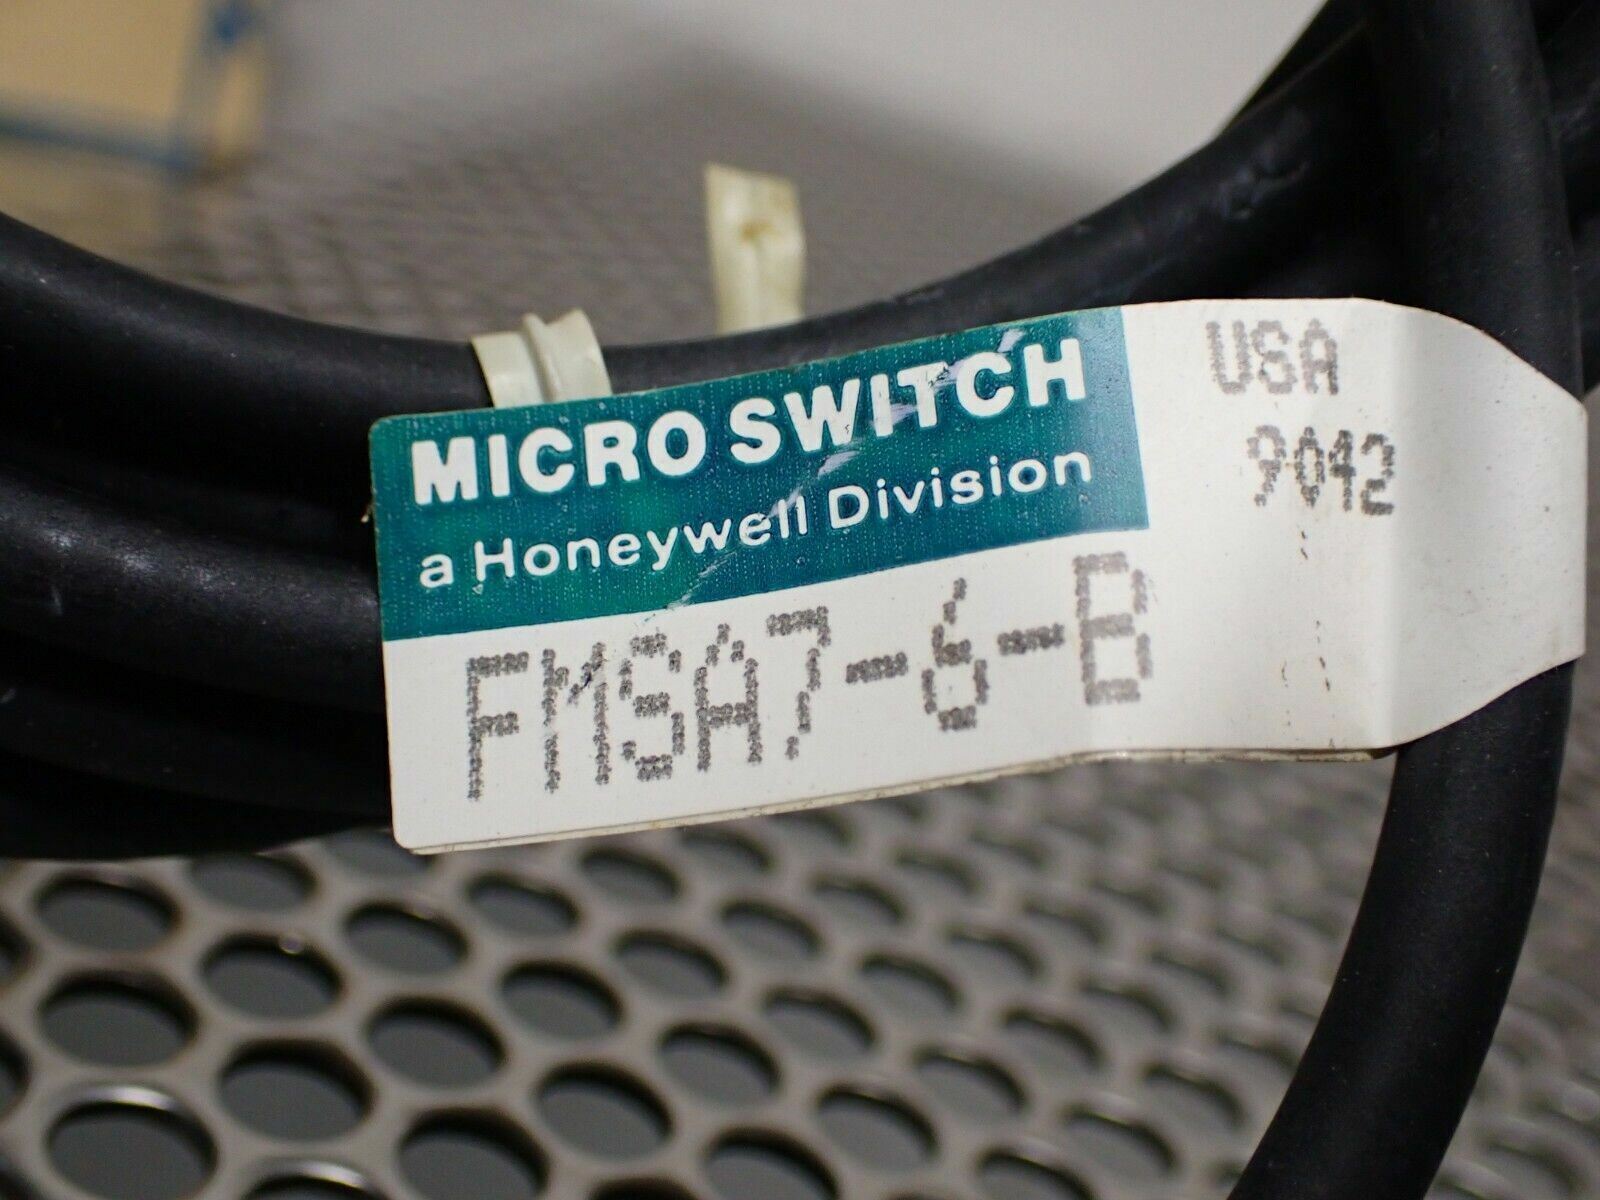 MICRO SWITCH
a Honeywell Division
FMSA7-6-B
USA
9042